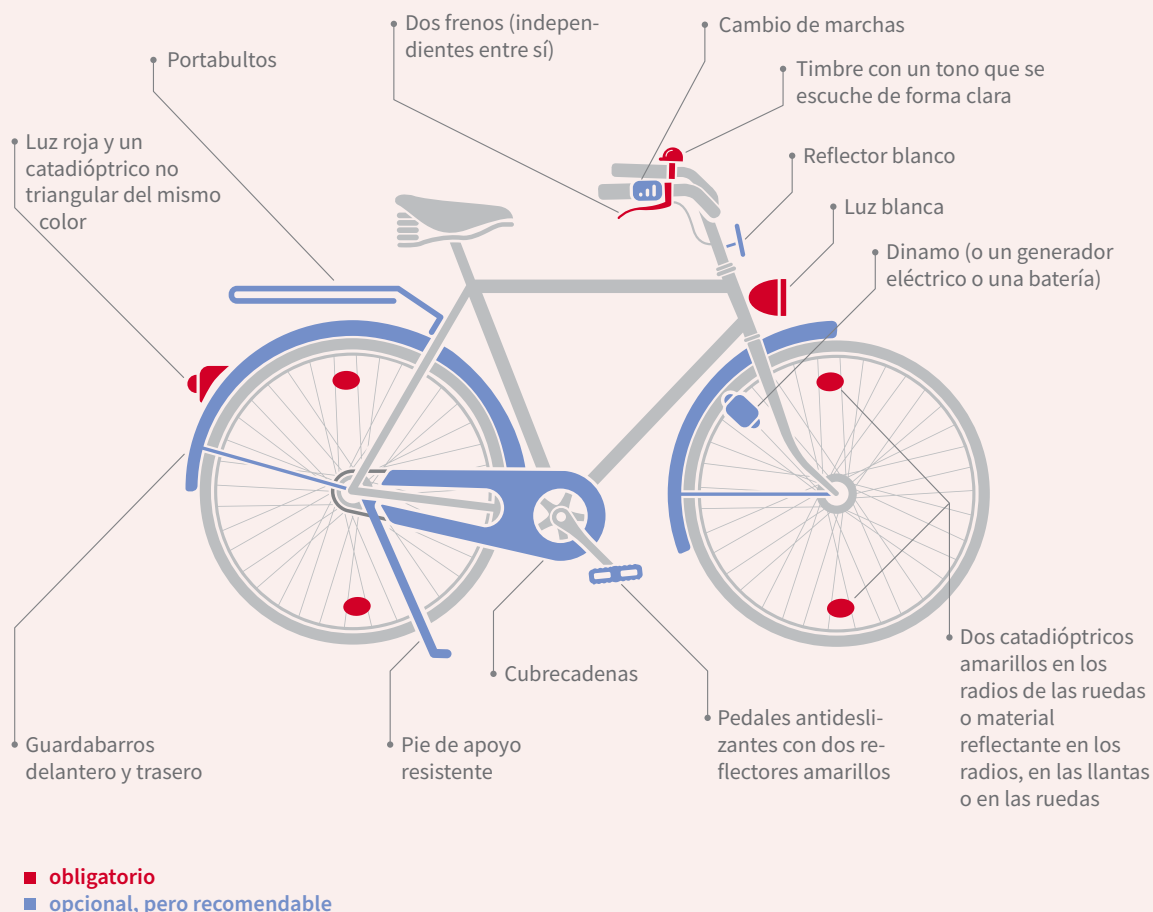 Dos frenos (indepen-
dientes entre sí)
Cambio de marchas
Portabultos
Timbre con un tono que se
escuche de forma clara
Luz roja y un
catadióptrico no
triangular del mismo
color
Reflector blanco
Luz blanca
Dinamo (o un generador
eléctrico o una batería)
Cubrecadenas
Dos catadióptricos
amarillos en los
radios de las ruedas
o material
reflectante en los
radios, en las llantas
o en las ruedas
Guardabarros
delantero y trasero
Pie de apoyo
resistente
Pedales antidesli-
zantes con dos re-
flectores amarillos
obligatorio
opcional, pero recomendable